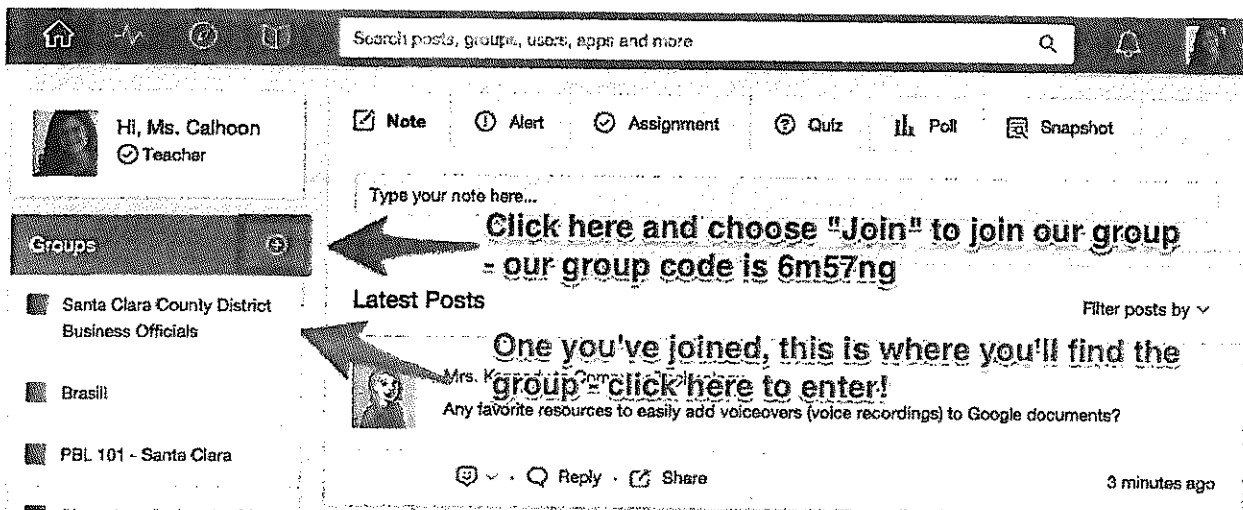 Search posts, groups, users, apps and more
Hi, Ms. Calhoon
Teacher
Note Alert Assignment Quiz Poll Snapshot
Type your note here...
Groups
Click here and choose "Join" to join our group
- our group code is 6m57ng
Santa Clara County District
Business Officials
Latest Posts
Filter posts by
One you've joined, this is where you'll find the
group - click here to enter!
Mrs.
Any favorite resources to easily add voiceovers (voice recordings) to Google documents?
Brasil!
PBL 101 - Santa Clara
Reply · Share
3 minutes ago